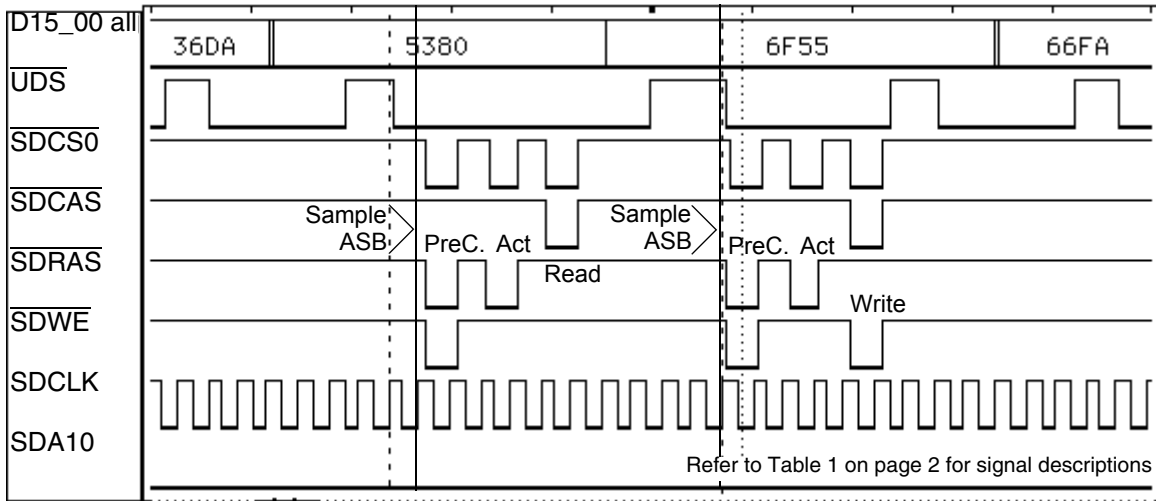 D15_00 all
36DA 5380 6F55 66FA
UDS
SDCS0
SDCAS
Sample
ASB
Sample
ASB
PreC. Act
PreC. Act
SDRAS
Read
SDWE
Write
SDCLK
SDA10
Refer to Table 1 on page 2 for signal descriptions